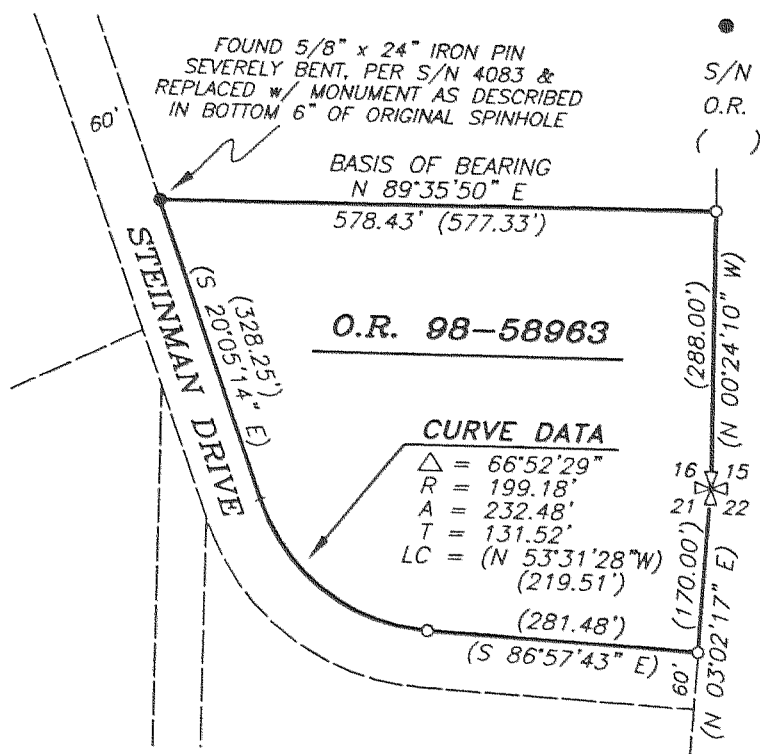 FOUND 5/8" x 24" IRON PIN
SEVERELY BENT, PER S/N 4083 &
REPLACED w/ MONUMENT AS DESCRIBED
IN BOTTOM 6" OF ORIGINAL SPINHOLE
S/N
O.R.
( )
60'
BASIS OF BEARING
N 89°35'50" E
578.43' (577.33')
STEINMAN DRIVE
(328.25')
(S 20°05'14" E)
O.R. 98-58963
(288.00')
(N 00°24'10" W)
CURVE DATA
△ = 66°52'29"
R = 199.18'
A = 232.48'
T = 131.52'
LC = (N 53°31'28"W)
(219.51')
16 15
21 22
(170.00')
(N 03°02'17" E)
(281.48')
(S 86°57'43" E)
60'